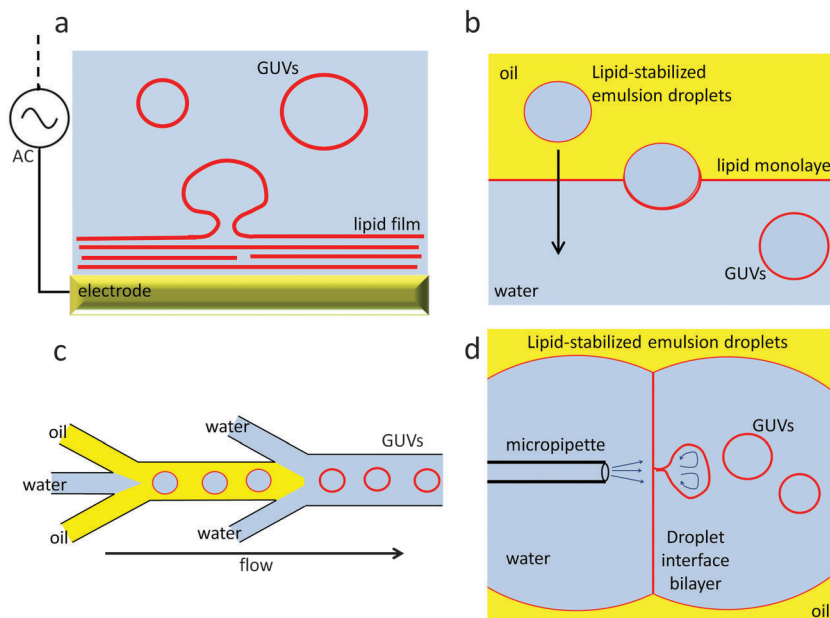 a
GUVs
AC
lipid film
electrode
b
oil
Lipid-stabilized
emulsion droplets
lipid monolaye
GUVs
water
c
oil
water
GUVs
water
oil
water
flow
d
Lipid-stabilized emulsion droplets
GUVs
micropipette
Droplet
interface
bilayer
water
oil